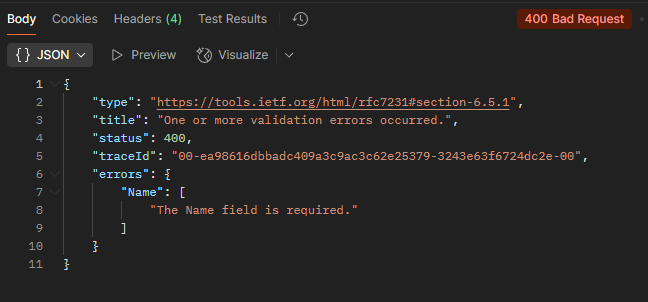 Body Cookies Headers (4) Test Results 400 Bad Request
{} JSON Preview Visualize
1 {
2 "type": "https://tools.ietf.org/html/rfc7231#section-6.5.1",
3 "title": "One or more validation errors occurred.",
4 "status": 400,
5 "traceId": "00-ea98616dbbadc409a3c9ac3c62e25379-3243e63f6724dc2e-00",
6 "errors": {
7 "Name": [
8 "The Name field is required."
9 ]
10 }
11 }